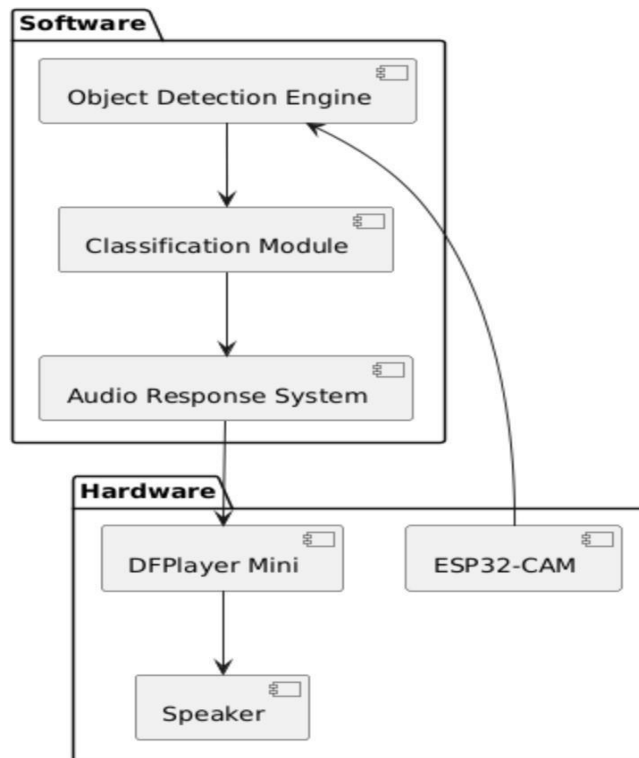 Software
Object Detection Engine
Classification Module
Audio Response System
Hardware
DFPlayer Mini
ESP32-CAM
Speaker